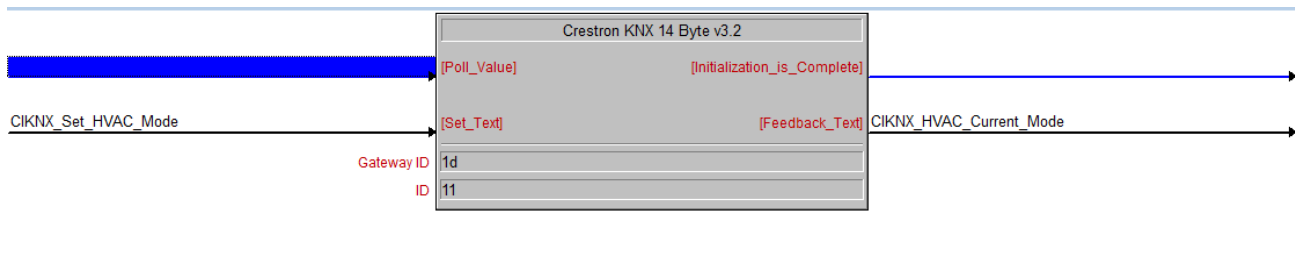 Crestron KNX 14 Byte v3.2
[Poll_Value] [Initialization_is_Complete]
CIKNX_Set_HVAC_Mode [Set_Text] [Feedback_Text] CIKNX_HVAC_Current_Mode
Gateway ID 1d
ID 11